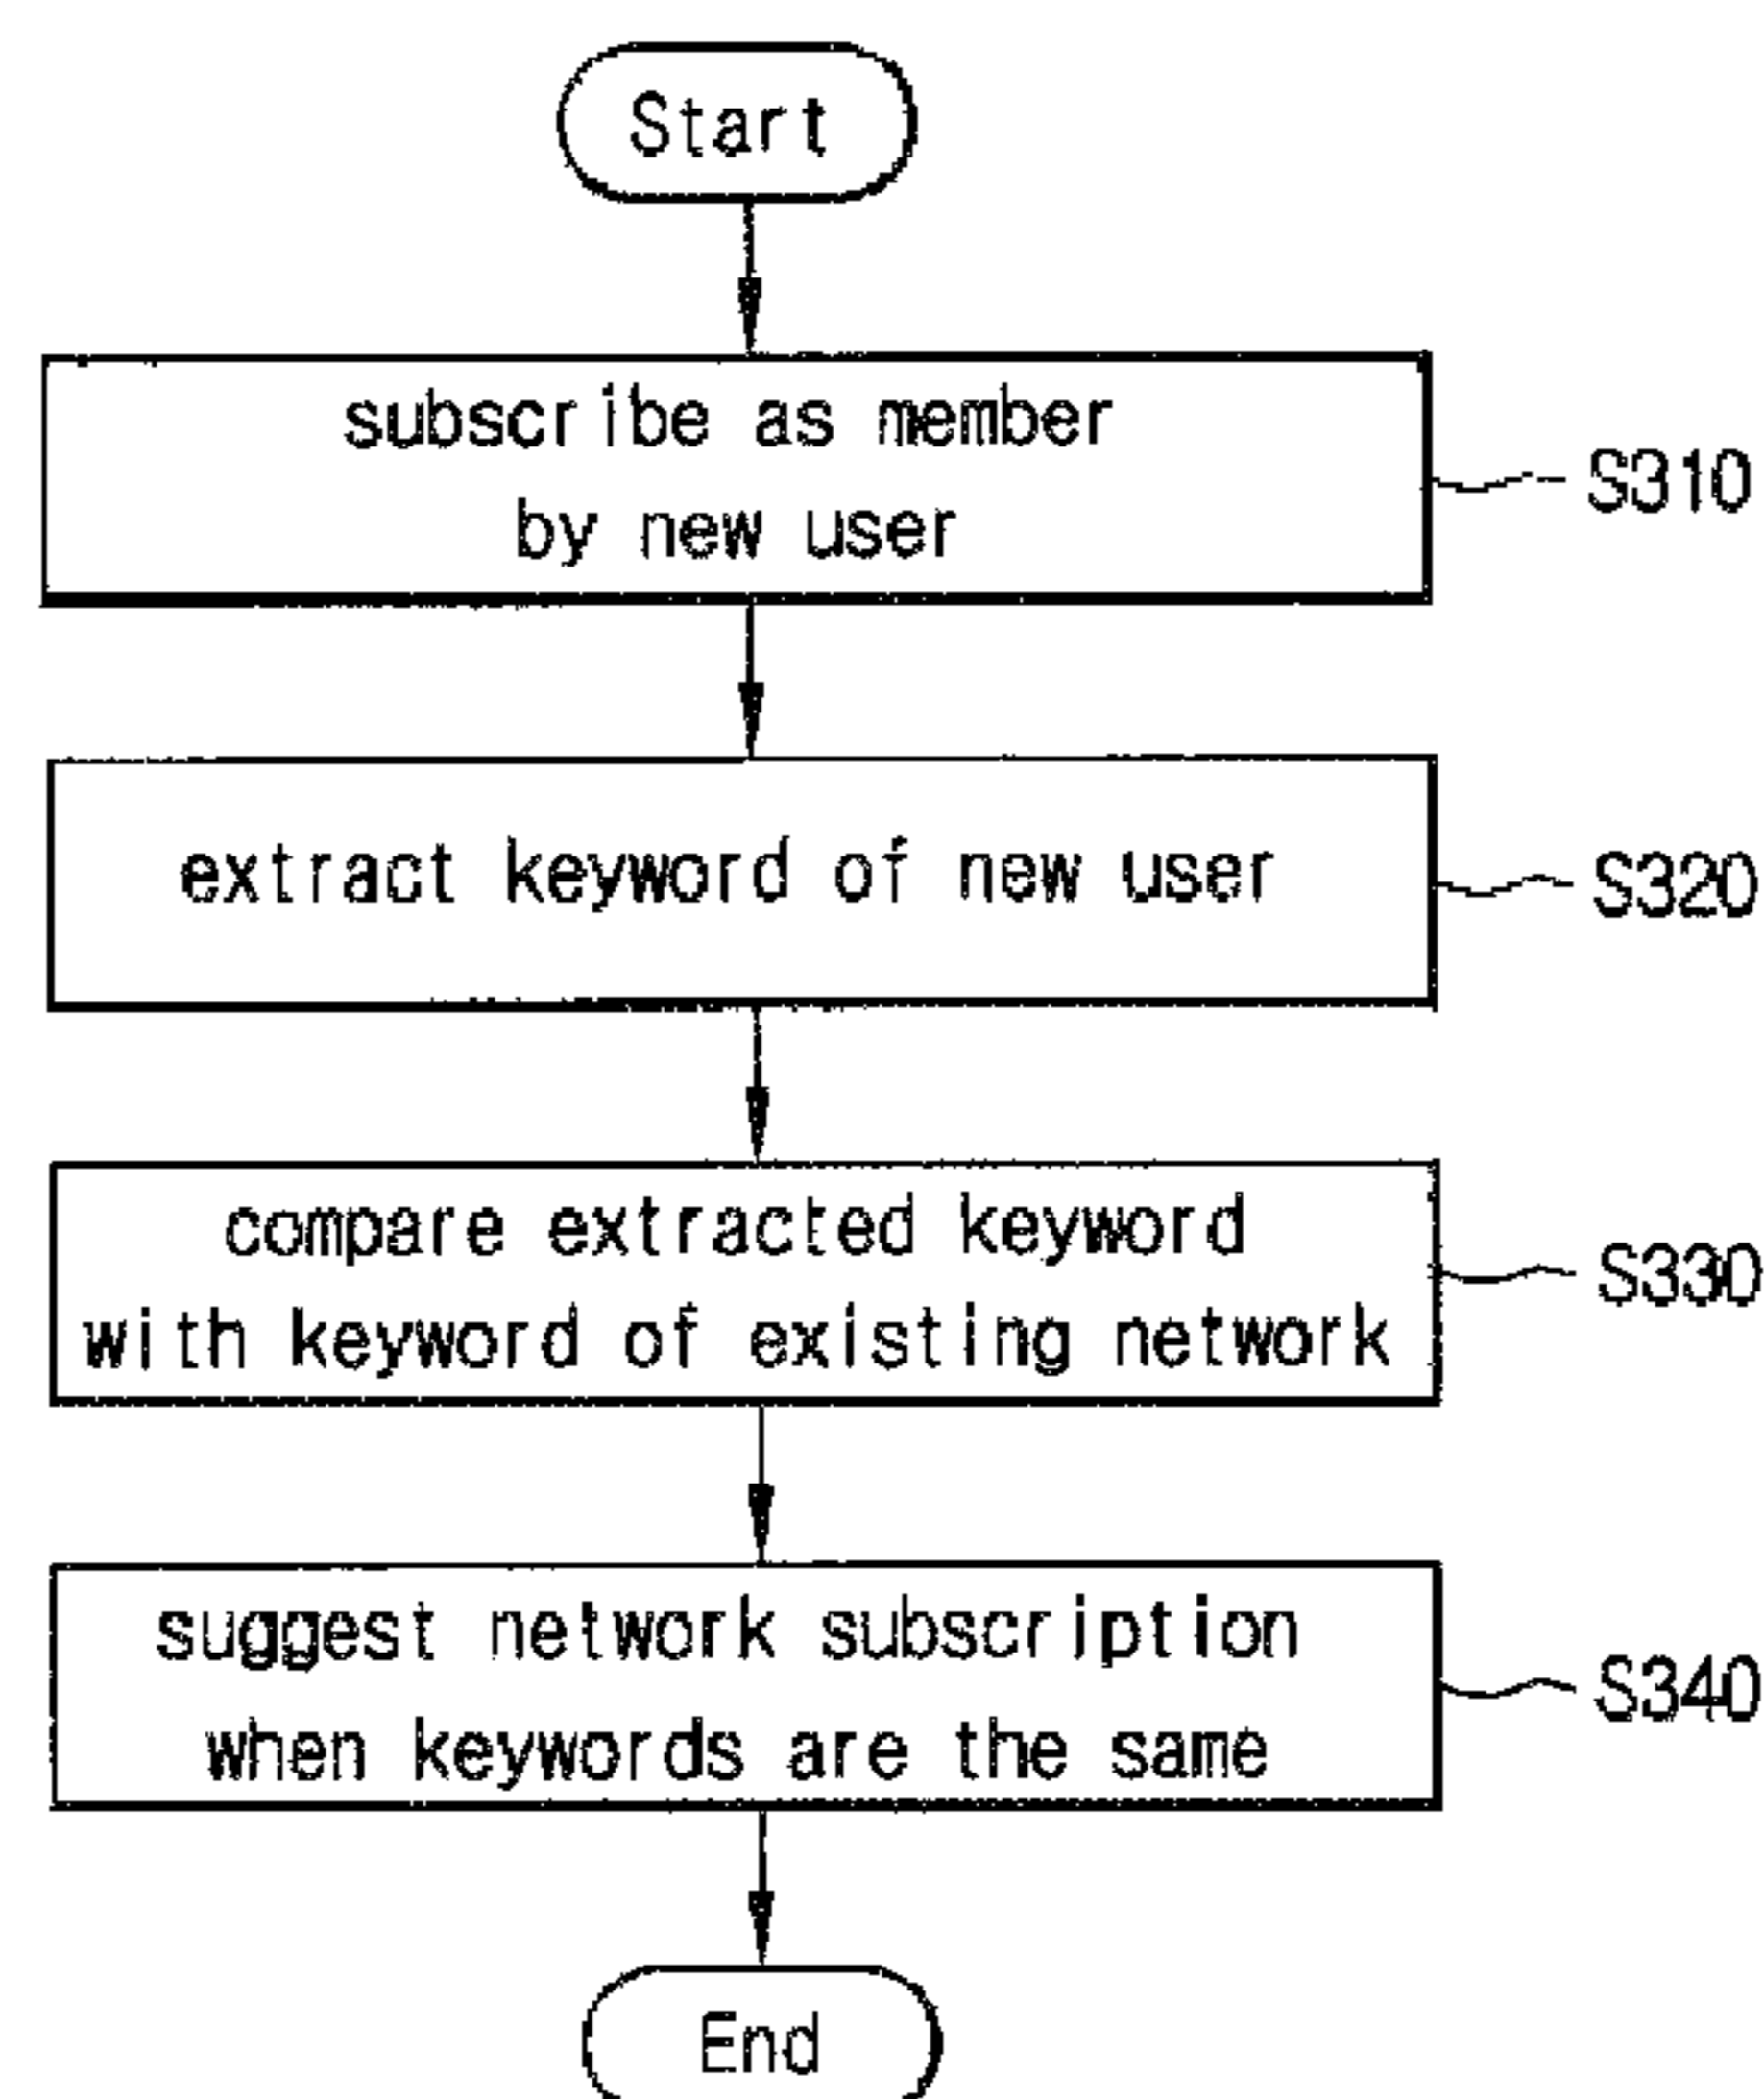 Start
subscribe as member
by new user
S310
extract keyword of new user
S320
compare extracted keyword
with keyword of existing network
S330
suggest network subscription
when keywords are the same
S340
End